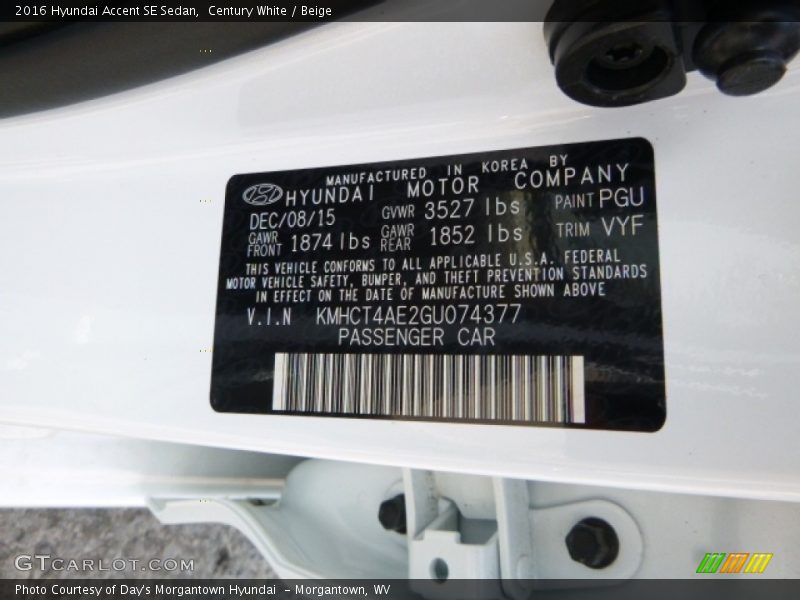 2016 Hyundai Accent SE Sedan, Century White / Beige
MANUFACTURED IN KOREA BY
HYUNDAI MOTOR COMPANY
DEC/08/15 GVWR 3527 lbs PAINT PGU
GAWR FRONT 1874 lbs GAWR REAR 1852 lbs TRIM VYF
THIS VEHICLE CONFORMS TO ALL APPLICABLE U.S.A. FEDERAL
MOTOR VEHICLE SAFETY, BUMPER, AND THEFT PREVENTION STANDARDS
IN EFFECT ON THE DATE OF MANUFACTURE SHOWN ABOVE
V.I.N KMHCT4AE2GU074377
PASSENGER CAR
GTCARLOT.COM
Photo Courtesy of Day's Morgantown Hyundai - Morgantown, WV